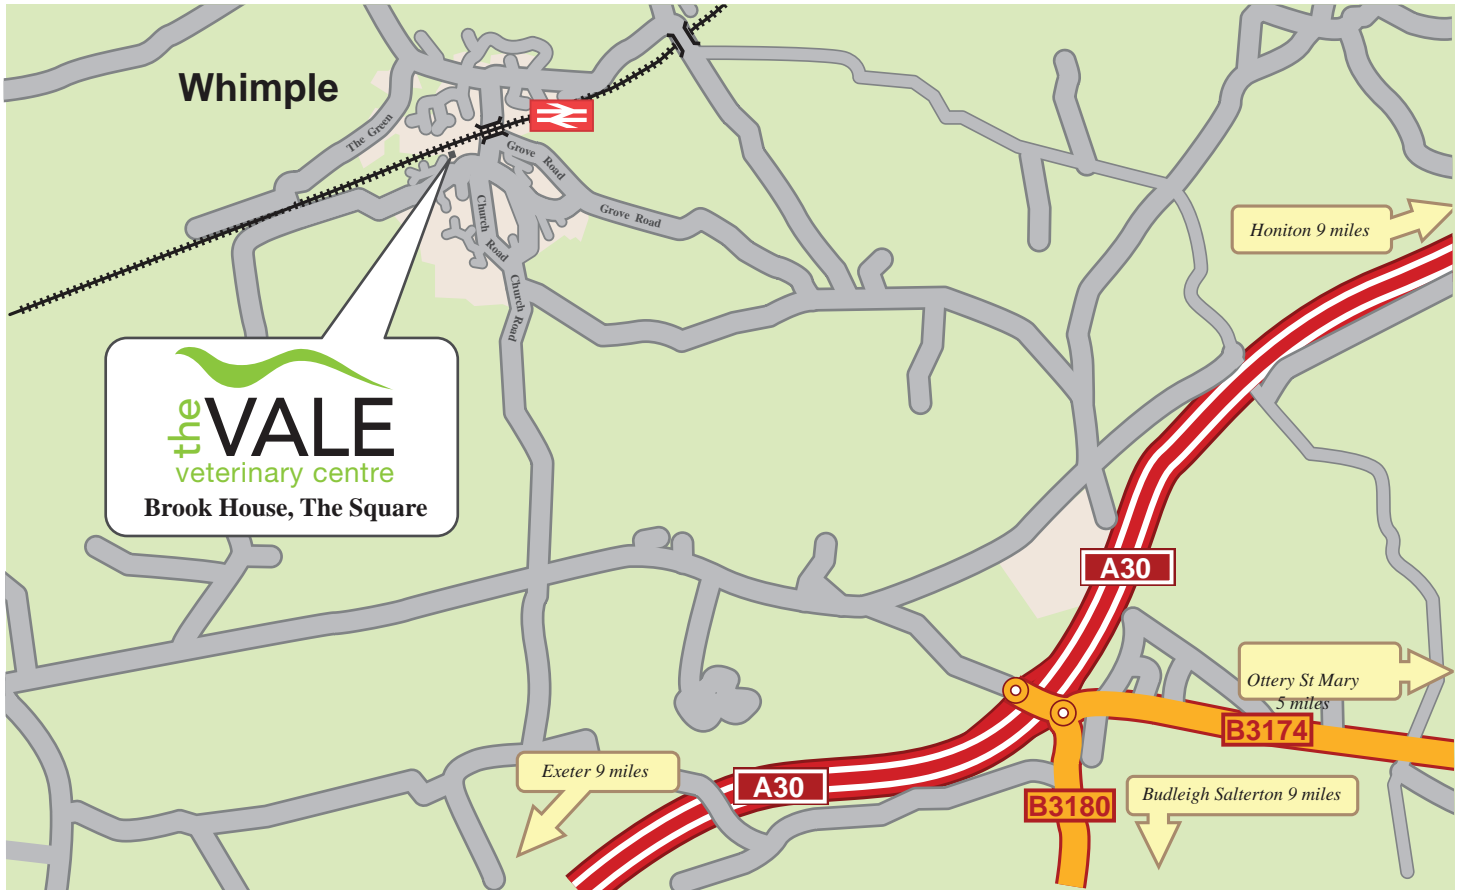 Whimple
The Green
Grove Road
Grove Road
Church
Road
Church Road
Honiton 9 miles
the VALE
veterinary centre
Brook House, The Square
A30
Ottery St Mary
5 miles
B3174
Exeter 9 miles
A30
B3180
Budleigh Salterton 9 miles